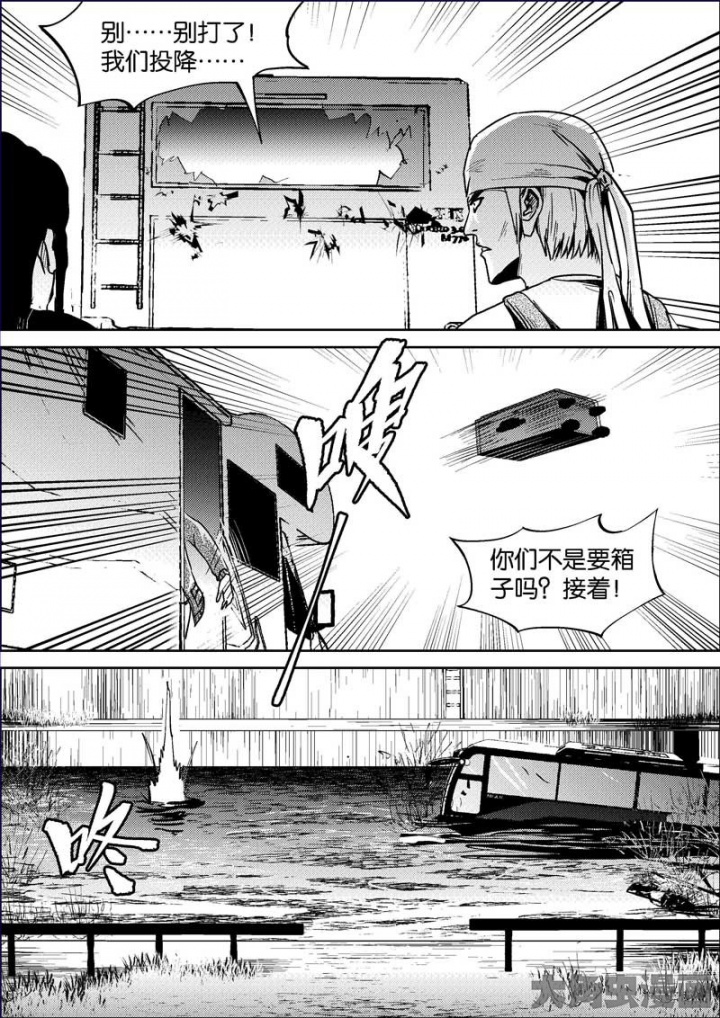 别……别打了！
我们投降……
嗖
你们不是要箱
子吗？接着！
咚